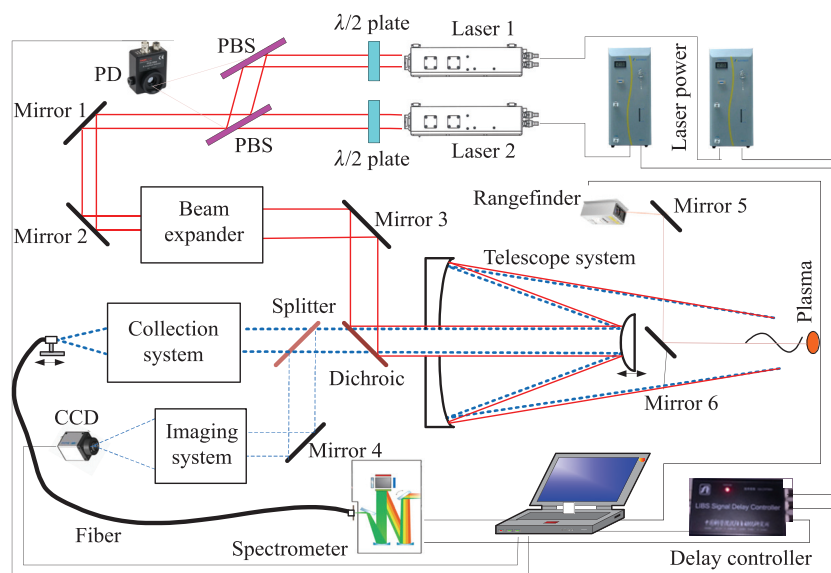 λ/2 plate
Laser 1
PBS
PD
Mirror 1
PBS
λ/2 plate
Laser 2
Laser power
Mirror 2
Beam
expander
Mirror 3
Rangefinder
Mirror 5
Telescope system
Plasma
Splitter
Collection
system
Dichroic
Mirror 6
CCD
Imaging
system
Mirror 4
Fiber
Spectrometer
LIBS Signal Delay Controller
Delay controller